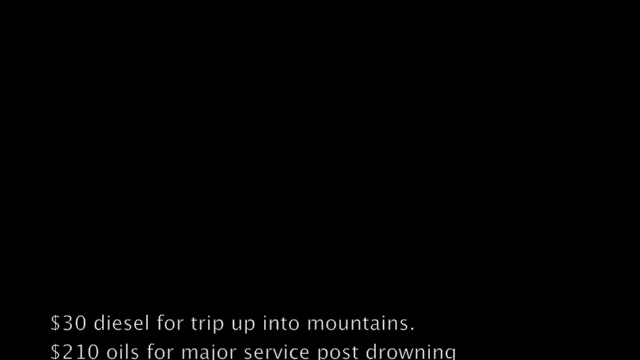 $30 diesel for trip up into mountains.
$210 oils for major service post drowning